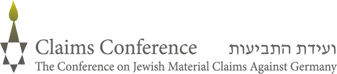 Claims Conference ועידת התביעות
The Conference on Jewish Material Claims Against Germany